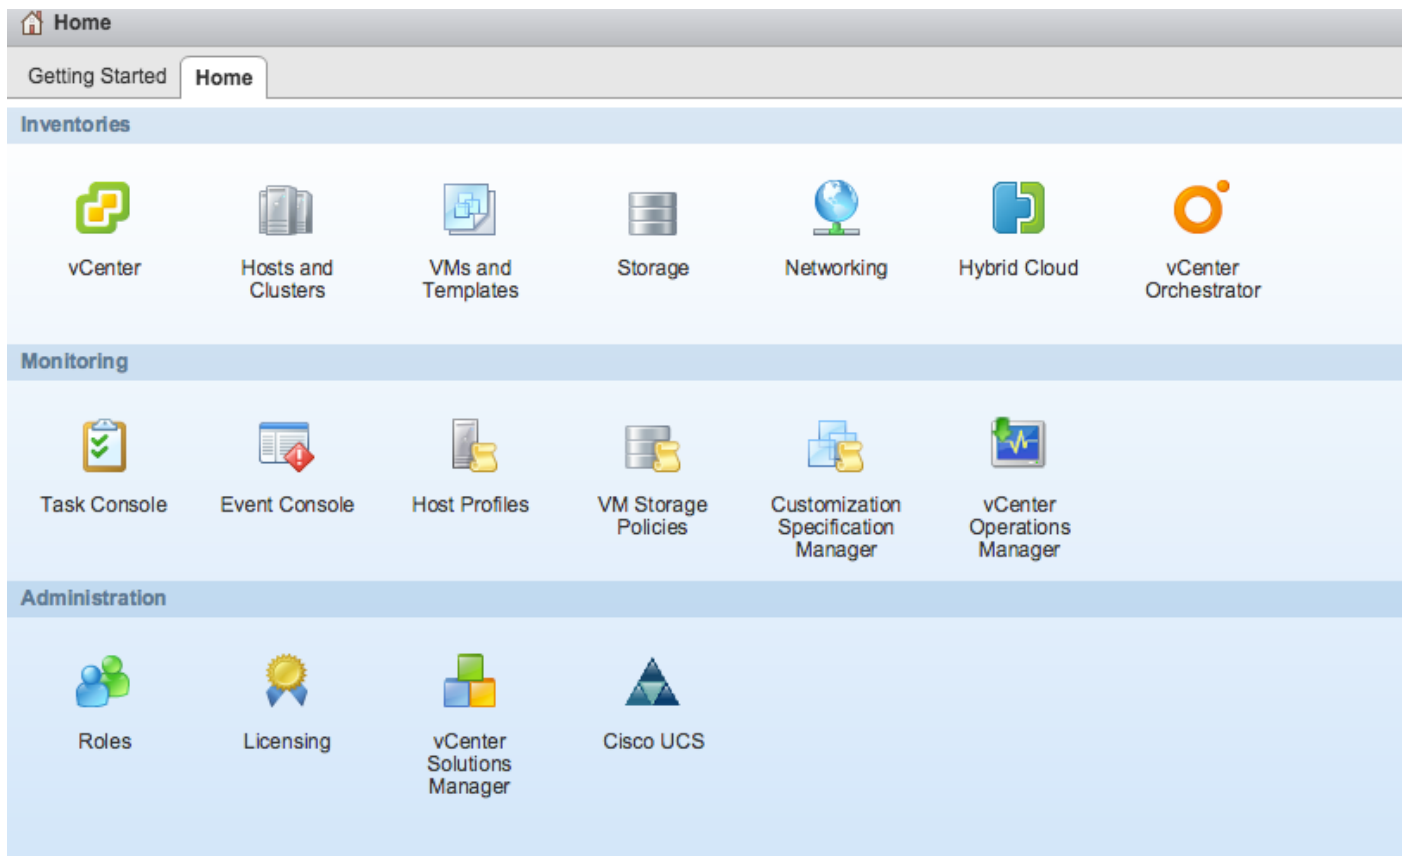 Home
Getting Started Home
Inventories
vCenter
Hosts and
Clusters
VMs and
Templates
Storage
Networking
Hybrid Cloud
vCenter
Orchestrator
Monitoring
Task Console
Event Console
Host Profiles
VM Storage
Policies
Customization
Specification
Manager
vCenter
Operations
Manager
Administration
Roles
Licensing
vCenter
Solutions
Manager
Cisco UCS